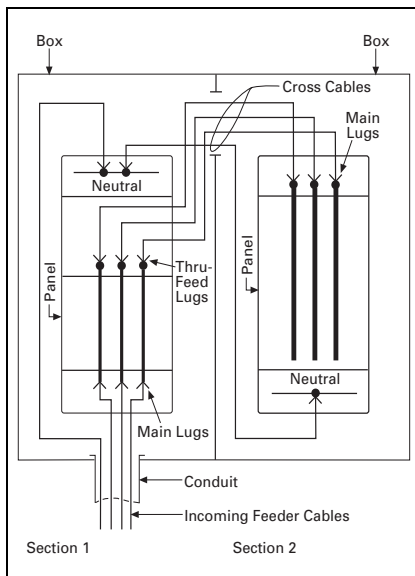 Box
Box
Cross Cables
Main
Lugs
Neutral
Panel
Thru-
Feed
Lugs
Panel
Neutral
Main Lugs
Conduit
Incoming Feeder Cables
Section 1
Section 2